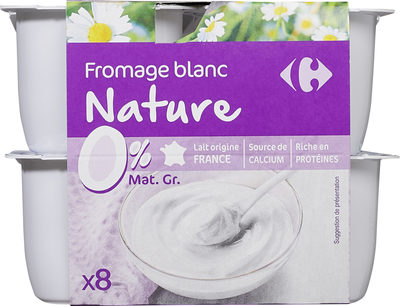 Fromage blanc
Nature
0%
Mat. Gr.
Lait origine
FRANCE
Source de
CALCIUM
Riche en
PROTÉINES
Suggestion de présentation
x8